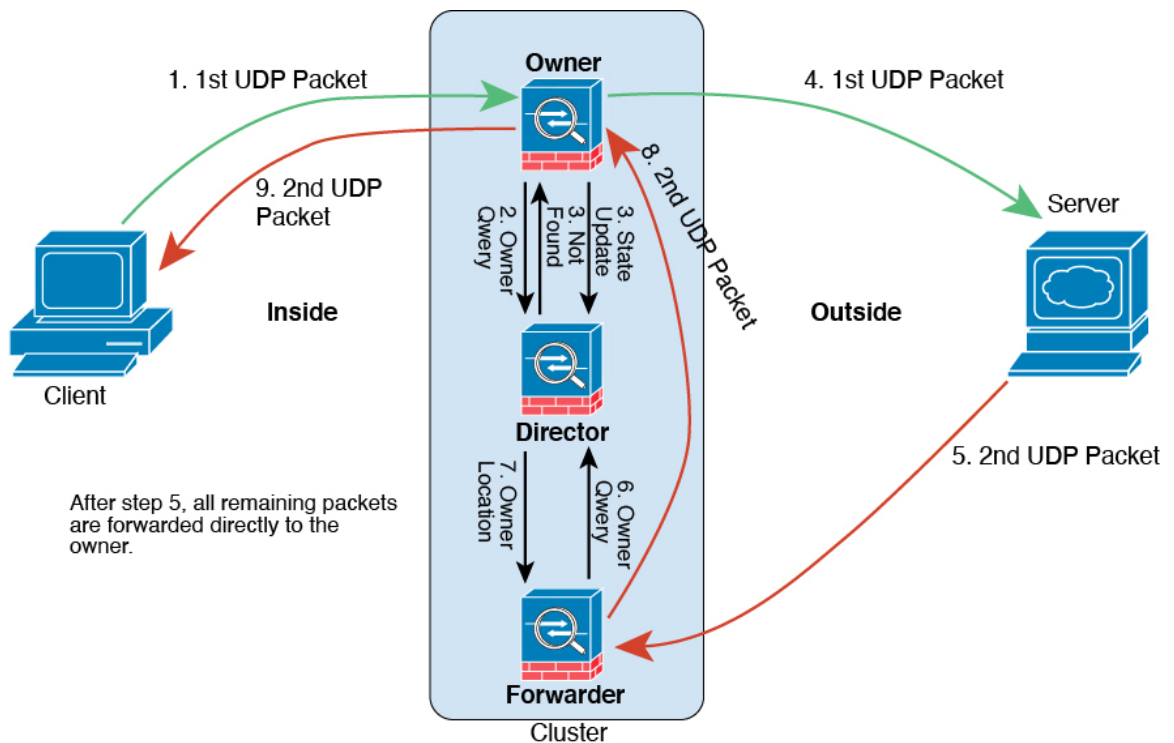 Owner
1. 1st UDP Packet
4. 1st UDP Packet
9. 2nd UDP
Packet
2. Owner
Qwery
3. Not
Found
3. State
Update
8. 2nd UDP Packet
Server
Inside
Outside
Client
Director
5. 2nd UDP Packet
7. Owner
Location
6. Owner
Qwery
After step 5, all remaining packets
are forwarded directly to the
owner.
Forwarder
Cluster